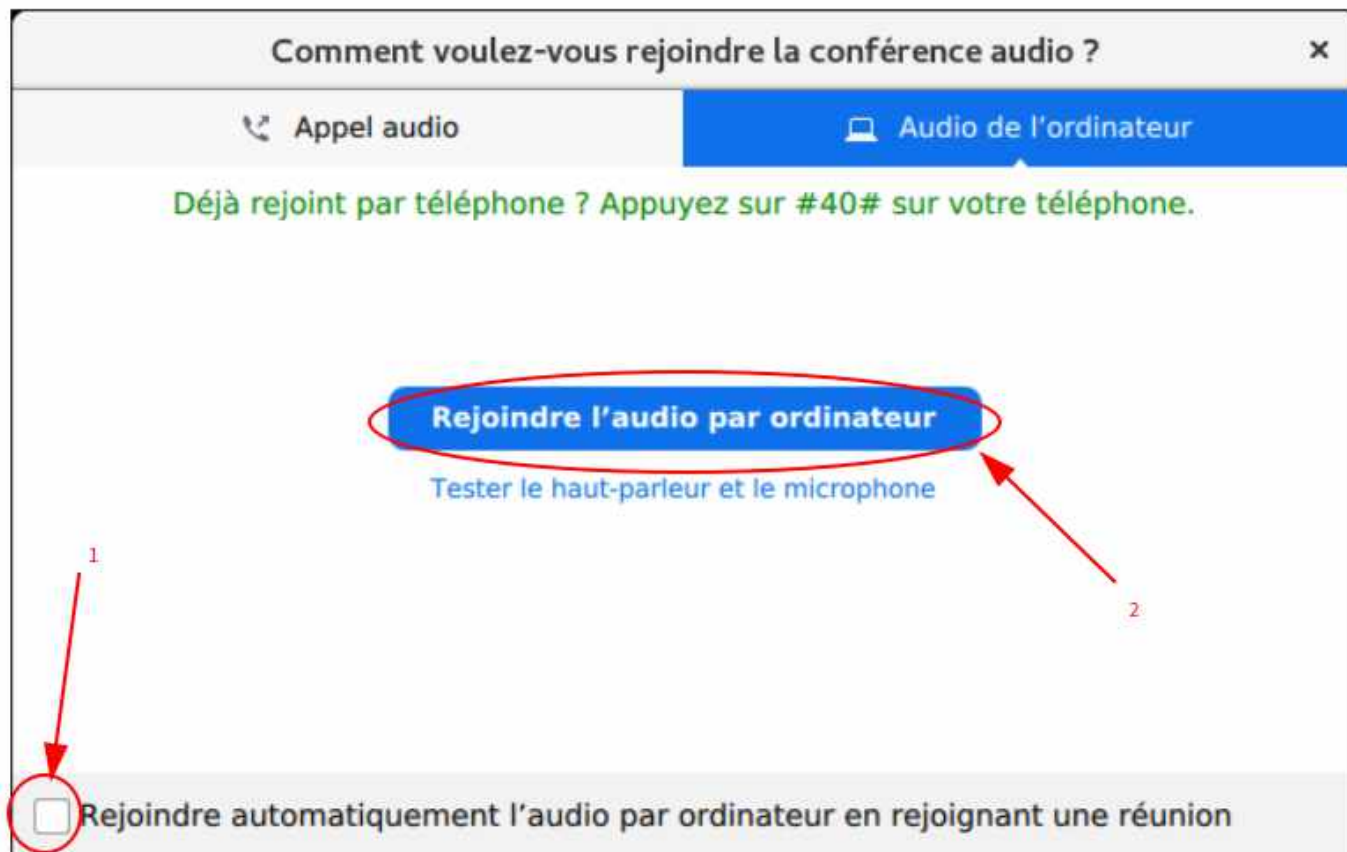 Comment voulez-vous rejoindre la conférence audio ? ×
Appel audio
Audio de l’ordinateur
Déjà rejoint par téléphone ? Appuyez sur #40# sur votre téléphone.
Rejoindre l’audio par ordinateur
Tester le haut-parleur et le microphone
1
2
Rejoindre automatiquement l’audio par ordinateur en rejoignant une réunion